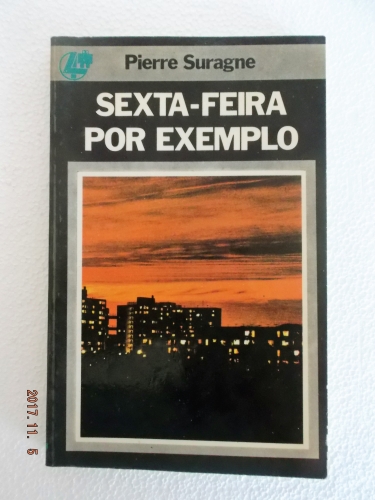 Pierre Suragne
SEXTA-FEIRA
POR EXEMPLO
2017. 11. 5